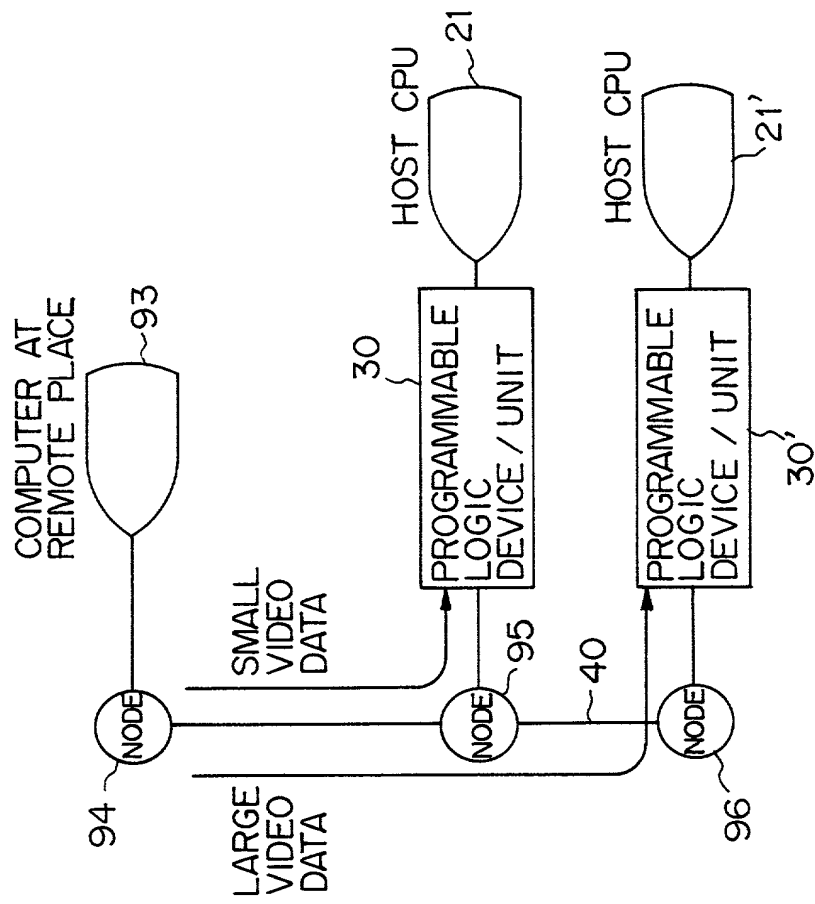 COMPUTER AT
REMOTE PLACE
93
NODE
94
SMALL
VIDEO
DATA
LARGE
VIDEO
DATA
HOST CPU
21
30
PROGRAMMABLE
LOGIC
DEVICE / UNIT
NODE
95
40
HOST CPU
21'
PROGRAMMABLE
LOGIC
DEVICE / UNIT
30'
NODE
96